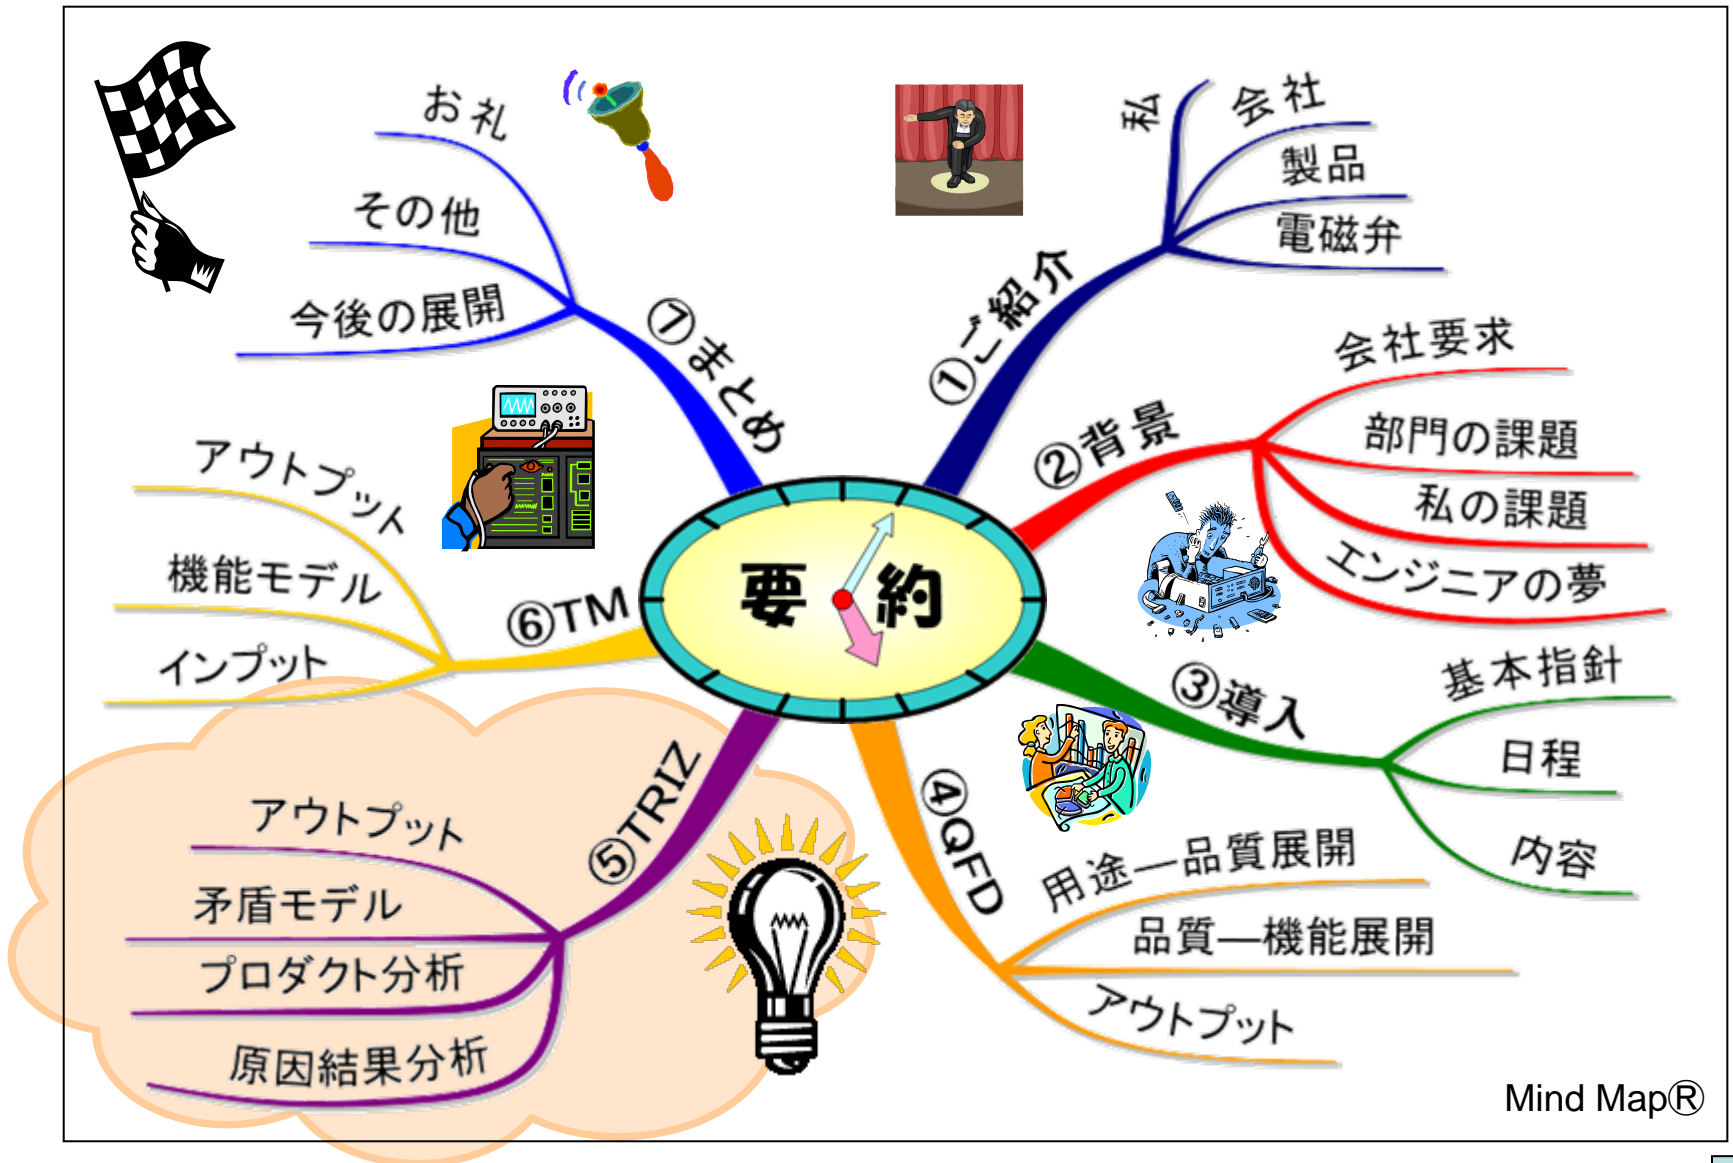 要約
①ご紹介
私
会社
製品
電磁弁
②背景
会社要求
部門の課題
私の課題
エンジニアの夢
③導入
基本指針
日程
内容
④QFD
用途―品質展開
品質―機能展開
アウトプット
⑤TRIZ
アウトプット
矛盾モデル
プロダクト分析
原因結果分析
⑥TM
アウトプット
機能モデル
インプット
⑦まとめ
お礼
その他
今後の展開
Mind MapⓇ